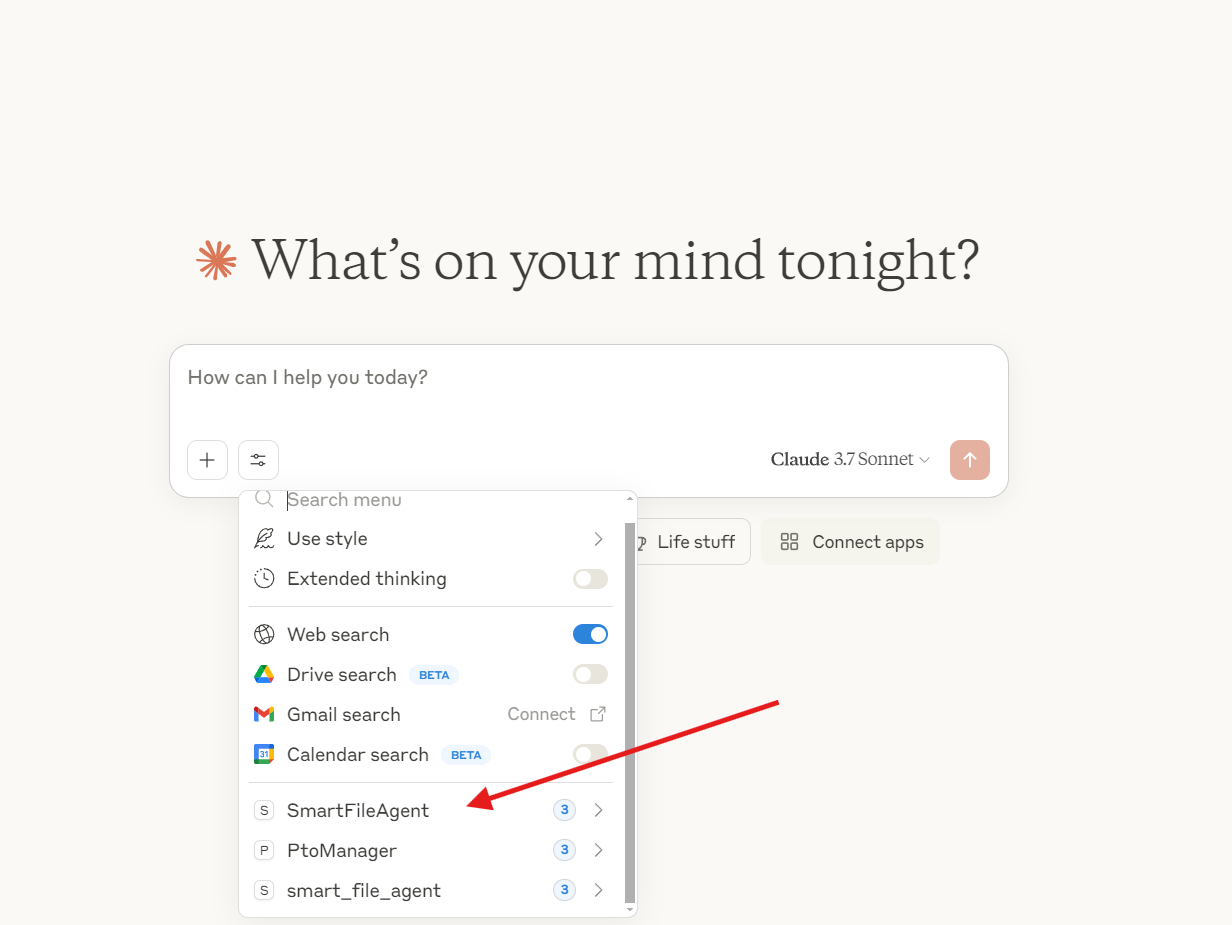 What's on your mind tonight?
How can I help you today?
Claude 3.7 Sonnet
Search menu
Use style
Extended thinking
Web search
Drive search BETA
Gmail search Connect
31 Calendar search BETA
S SmartFileAgent 3
P PtoManager 3
S smart_file_agent 3
Life stuff
Connect apps